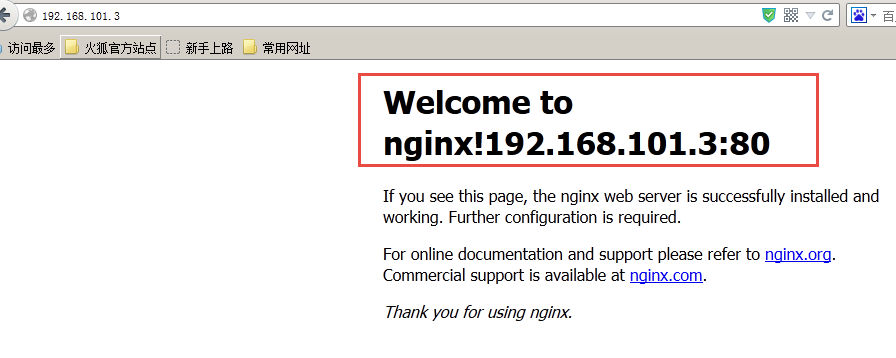 192.168.101.3
百
访问最多 火狐官方站点 新手上路 常用网址
Welcome to
nginx!192.168.101.3:80
If you see this page, the nginx web server is successfully installed and
working. Further configuration is required.
For online documentation and support please refer to nginx.org.
Commercial support is available at nginx.com.
Thank you for using nginx.